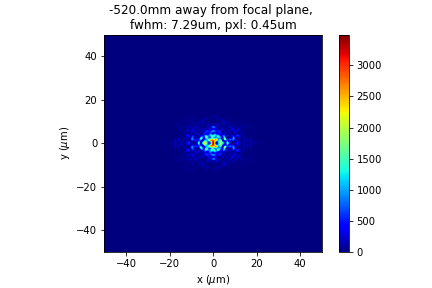 -520.0mm away from focal plane,
fwhm: 7.29um, pxl: 0.45um
40
20
0
−20
−40
y (μm)
−40 −20 0 20 40
x (μm)
3000
2500
2000
1500
1000
500
0